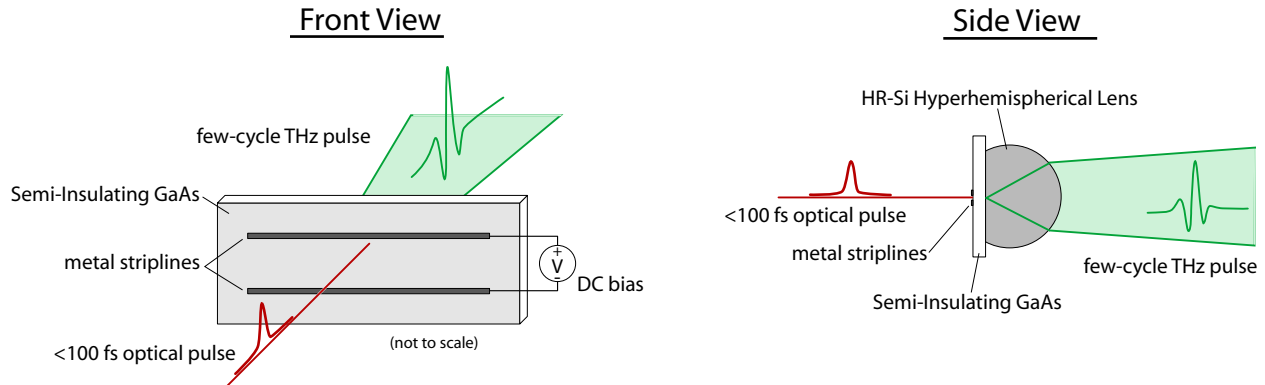 Front View
few-cycle THz pulse
Semi-Insulating GaAs
metal striplines
+
V
-
DC bias
<100 fs optical pulse
(not to scale)
Side View
HR-Si Hyperhemispherical Lens
<100 fs optical pulse
metal striplines
few-cycle THz pulse
Semi-Insulating GaAs